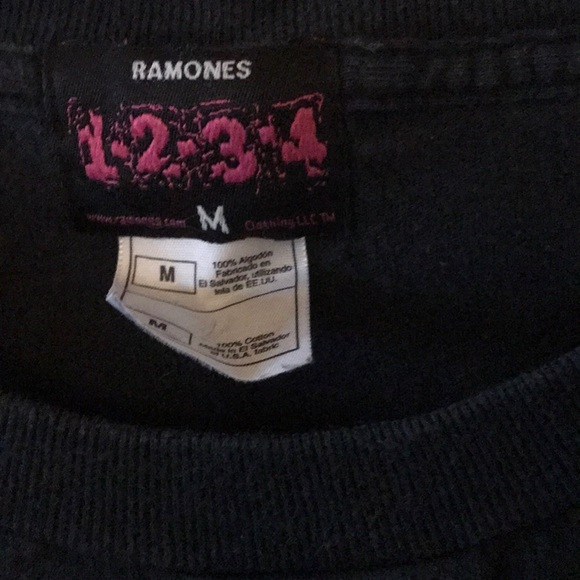 RAMONES
1-2-3-4
www.ramones.com M Clothing LLC TM
M
100% Algodón
Fabricado en
El Salvador, utilizando
tela de EE.UU.
M
100% Cotton
Made in El Salvador
of U.S.A. fabric